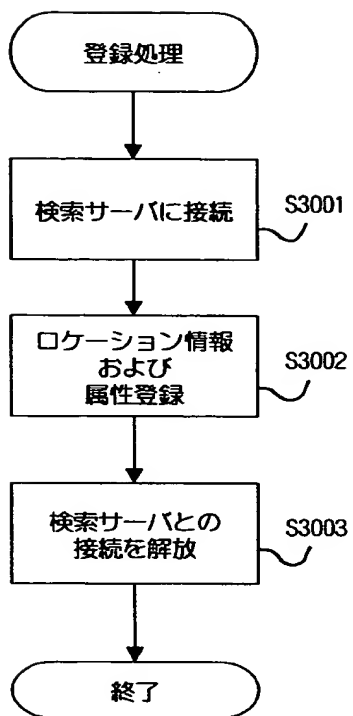 登録処理
検索サーバに接続
S3001
ロケーション情報
および
属性登録
S3002
検索サーバとの
接続を解放
S3003
終了